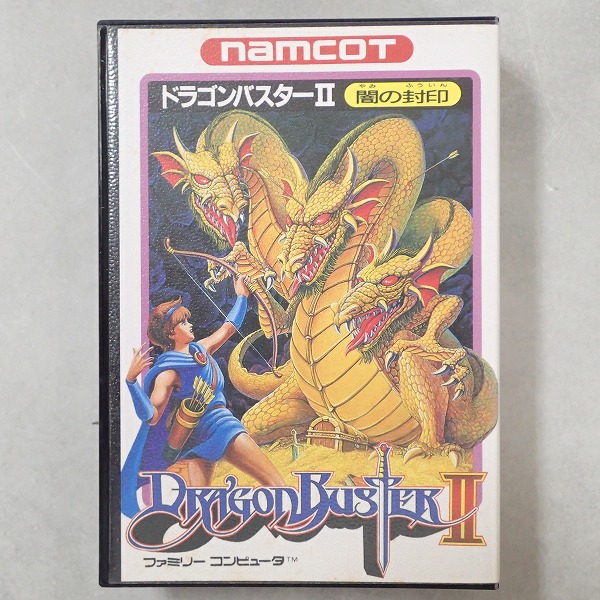 namcot
ドラゴンバスターII
やみ ふういん
闇の封印
DRAGON BUSTER II
ファミリー コンピュータ™